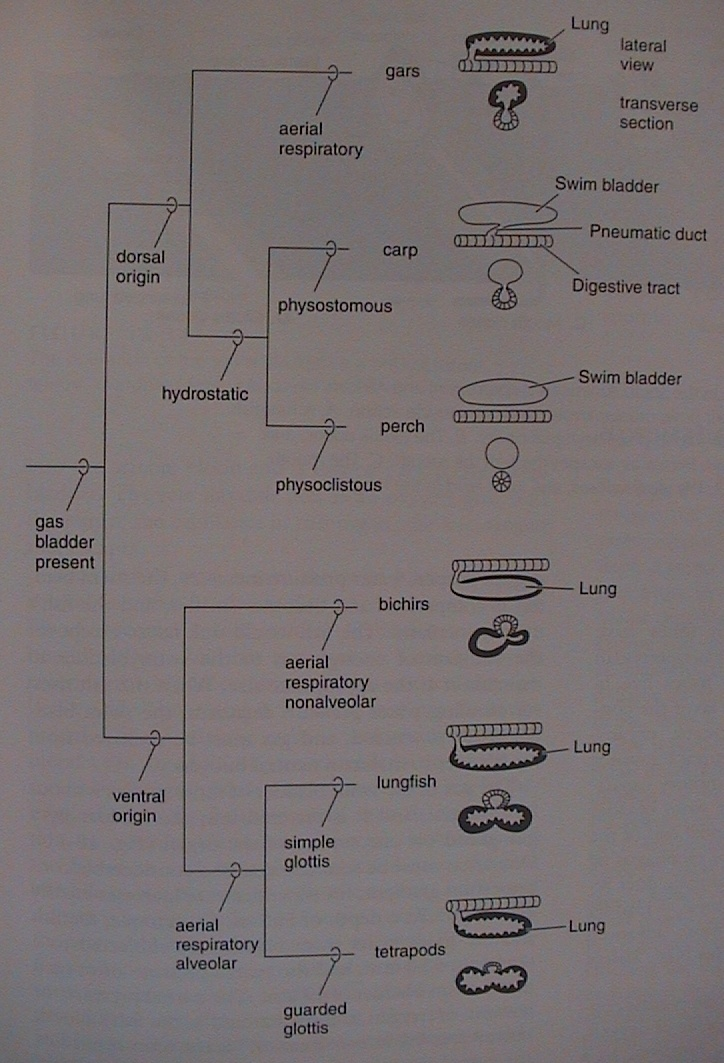 Lung
lateral
view
gars
transverse
section
aerial
respiratory
Swim bladder
Pneumatic duct
carp
dorsal
origin
Digestive tract
physostomous
Swim bladder
hydrostatic
perch
physoclistous
gas
bladder
present
Lung
bichirs
aerial
respiratory
nonalveolar
Lung
lungfish
ventral
origin
simple
glottis
Lung
aerial
respiratory
alveolar
tetrapods
guarded
glottis